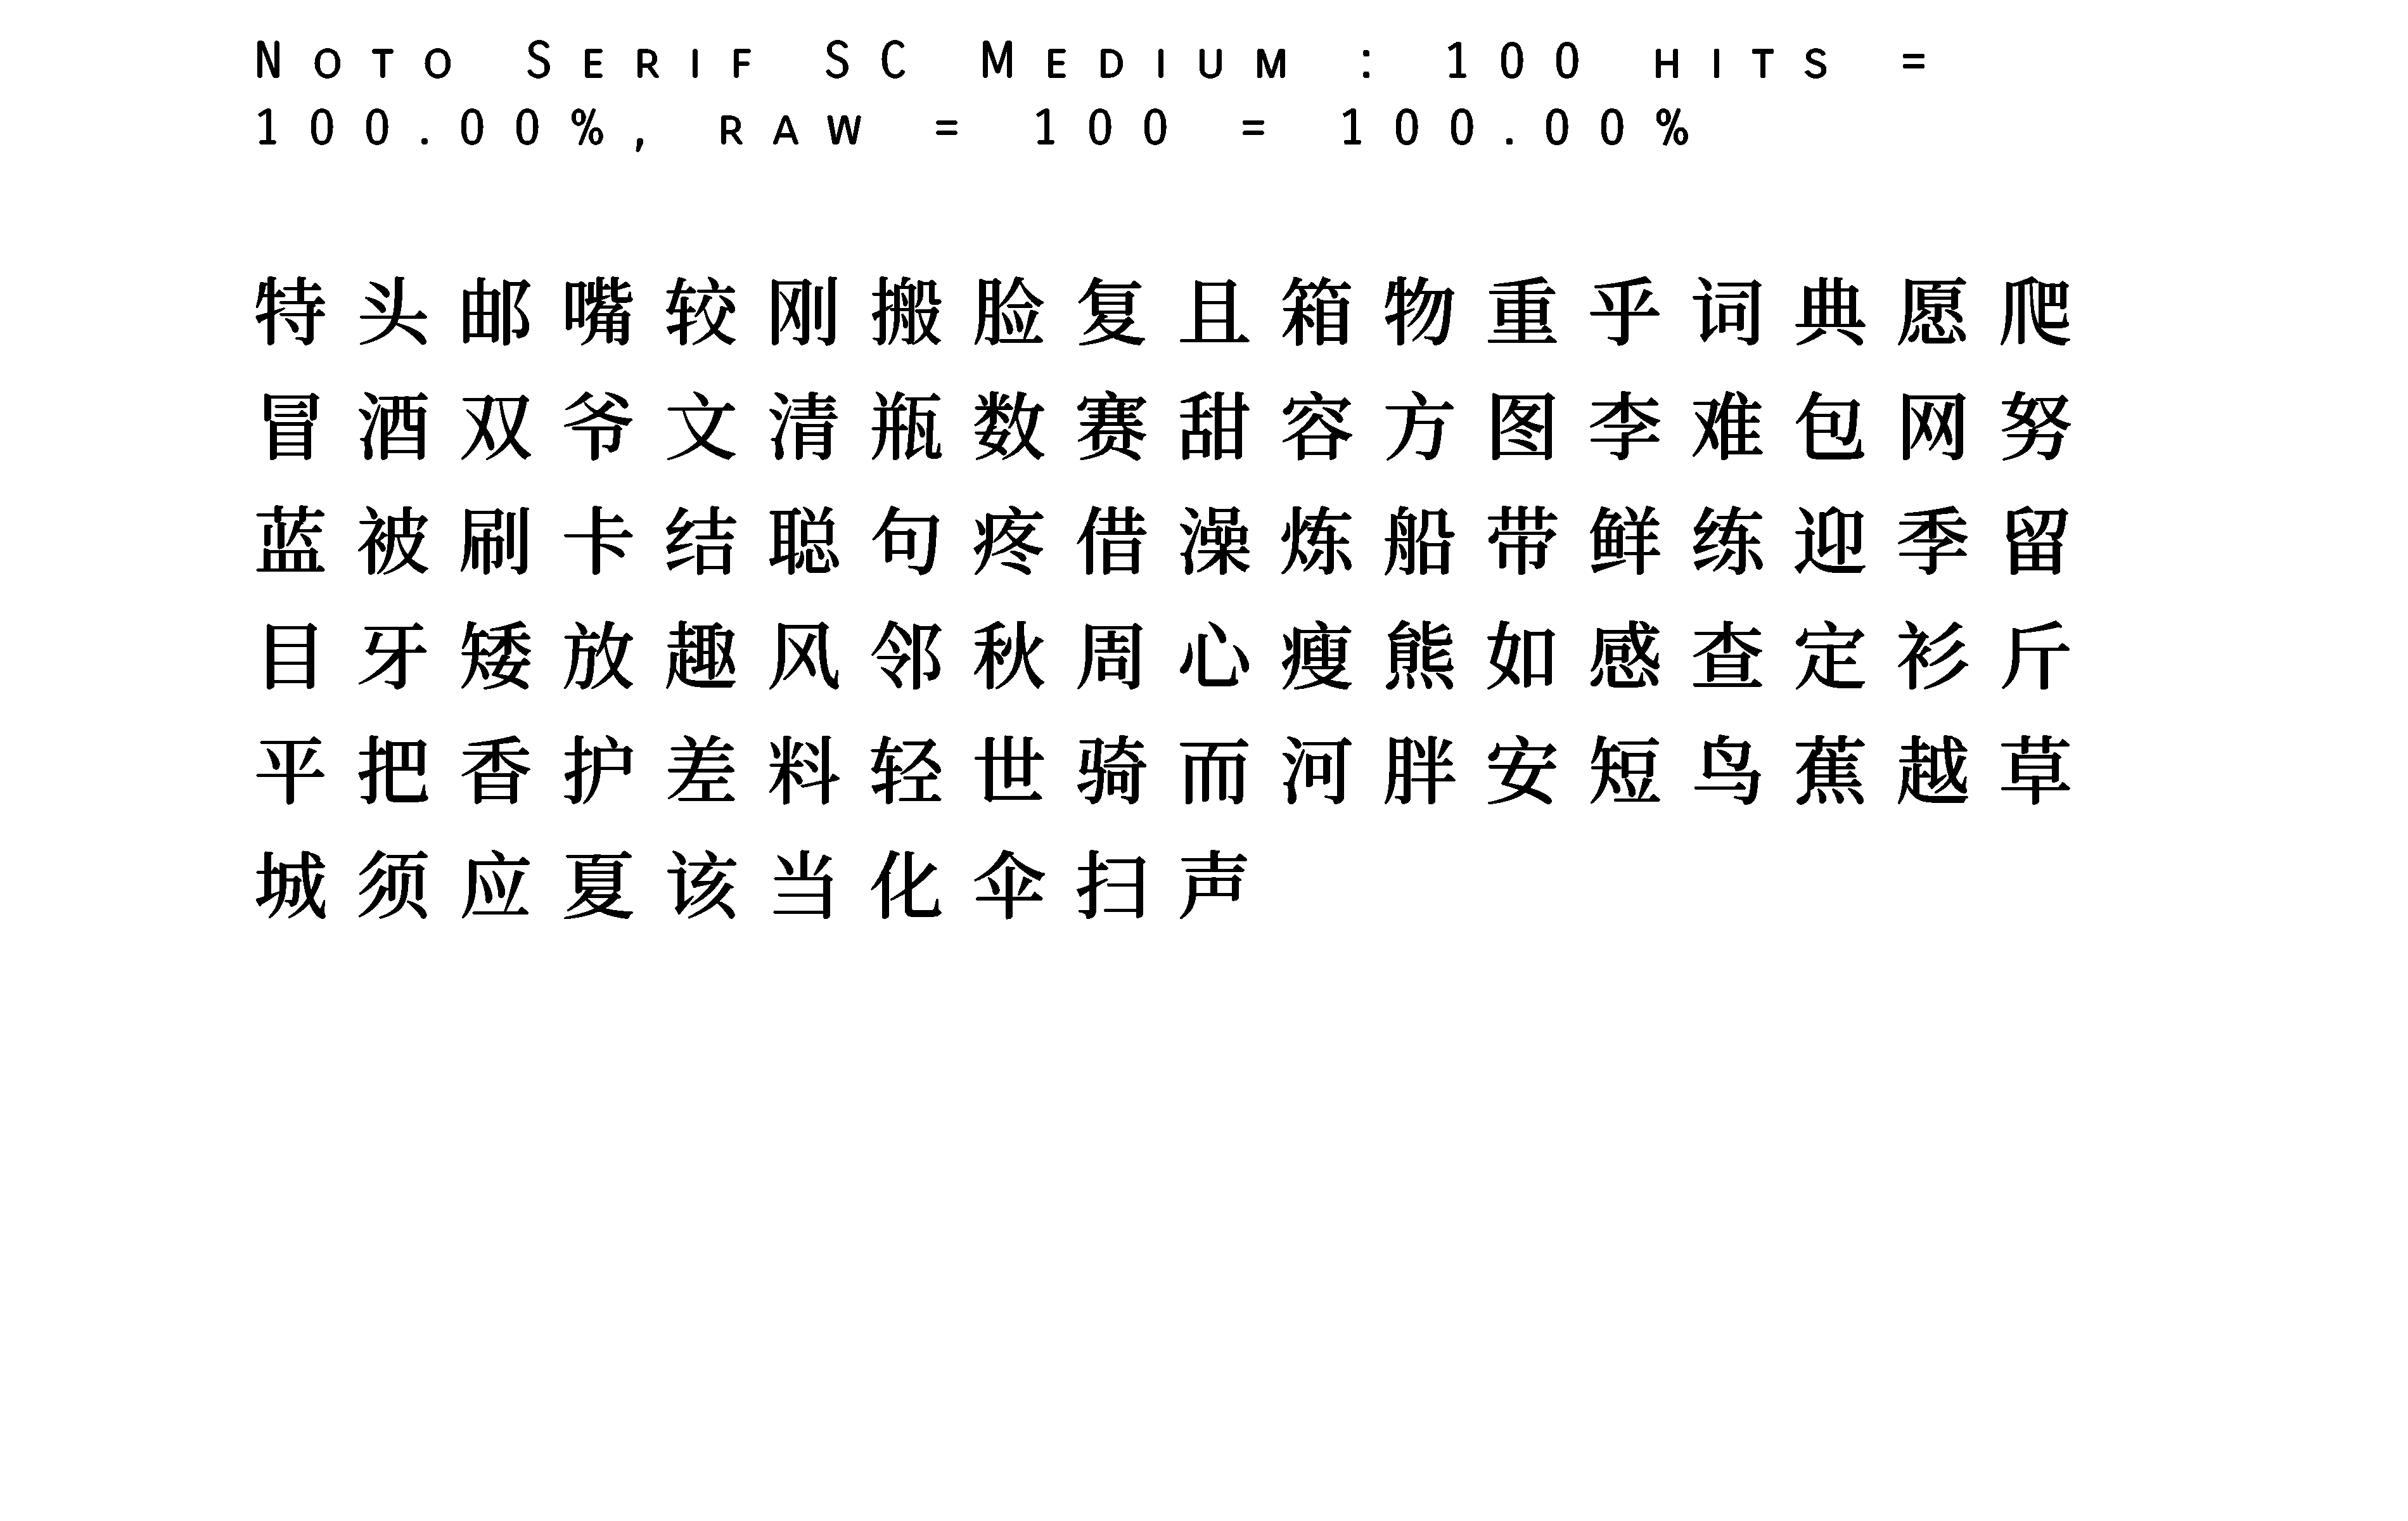 Noto Serif SC Medium : 100 hits =
100.00%, raw = 100 = 100.00%
特头邮嘴较刚搬脸复且箱物重乎词典愿爬
冒酒双爷文清瓶数赛甜容方图李难包网努
蓝被刷卡结聪句疼借澡炼船带鲜练迎季留
目牙矮放趣风邻秋周心瘦熊如感查定衫斤
平把香护差料轻世骑而河胖安短鸟蕉越草
城须应夏该当化伞扫声